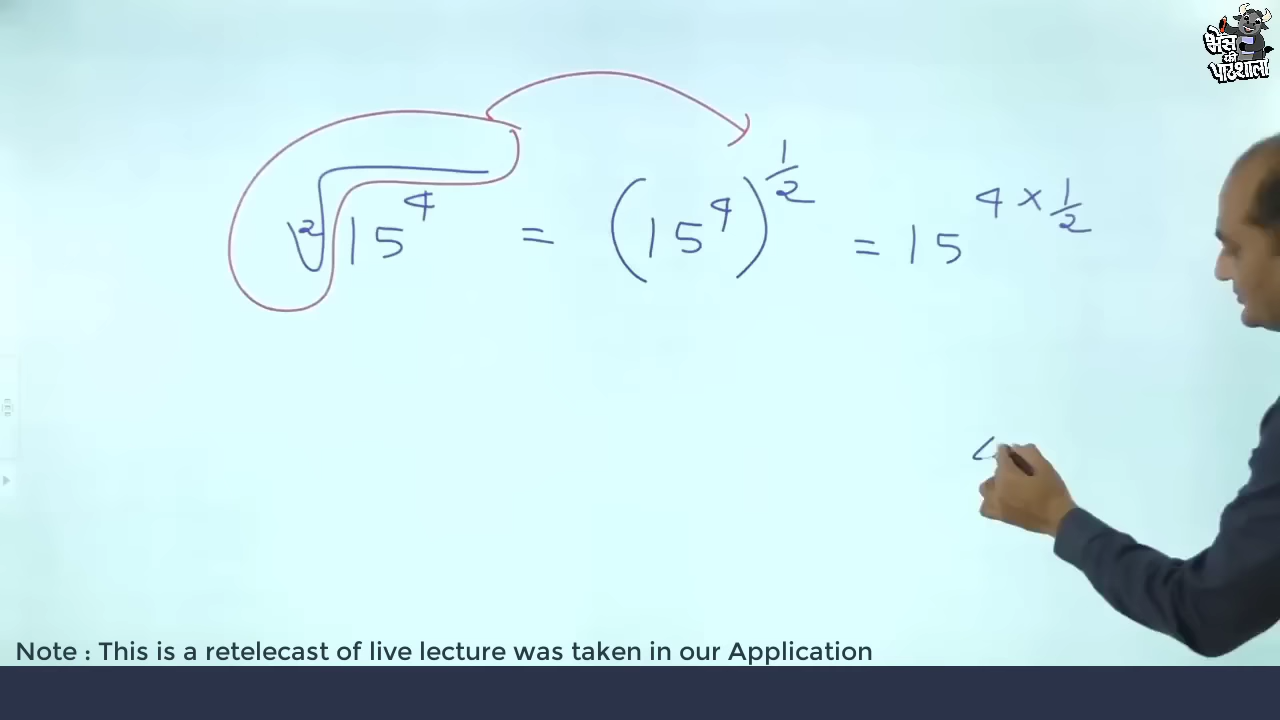 भैंस की पाठशाला
²√15⁴ = (15⁴)^½ = 15^(4 × ½)
Note : This is a retelecast of live lecture was taken in our Application